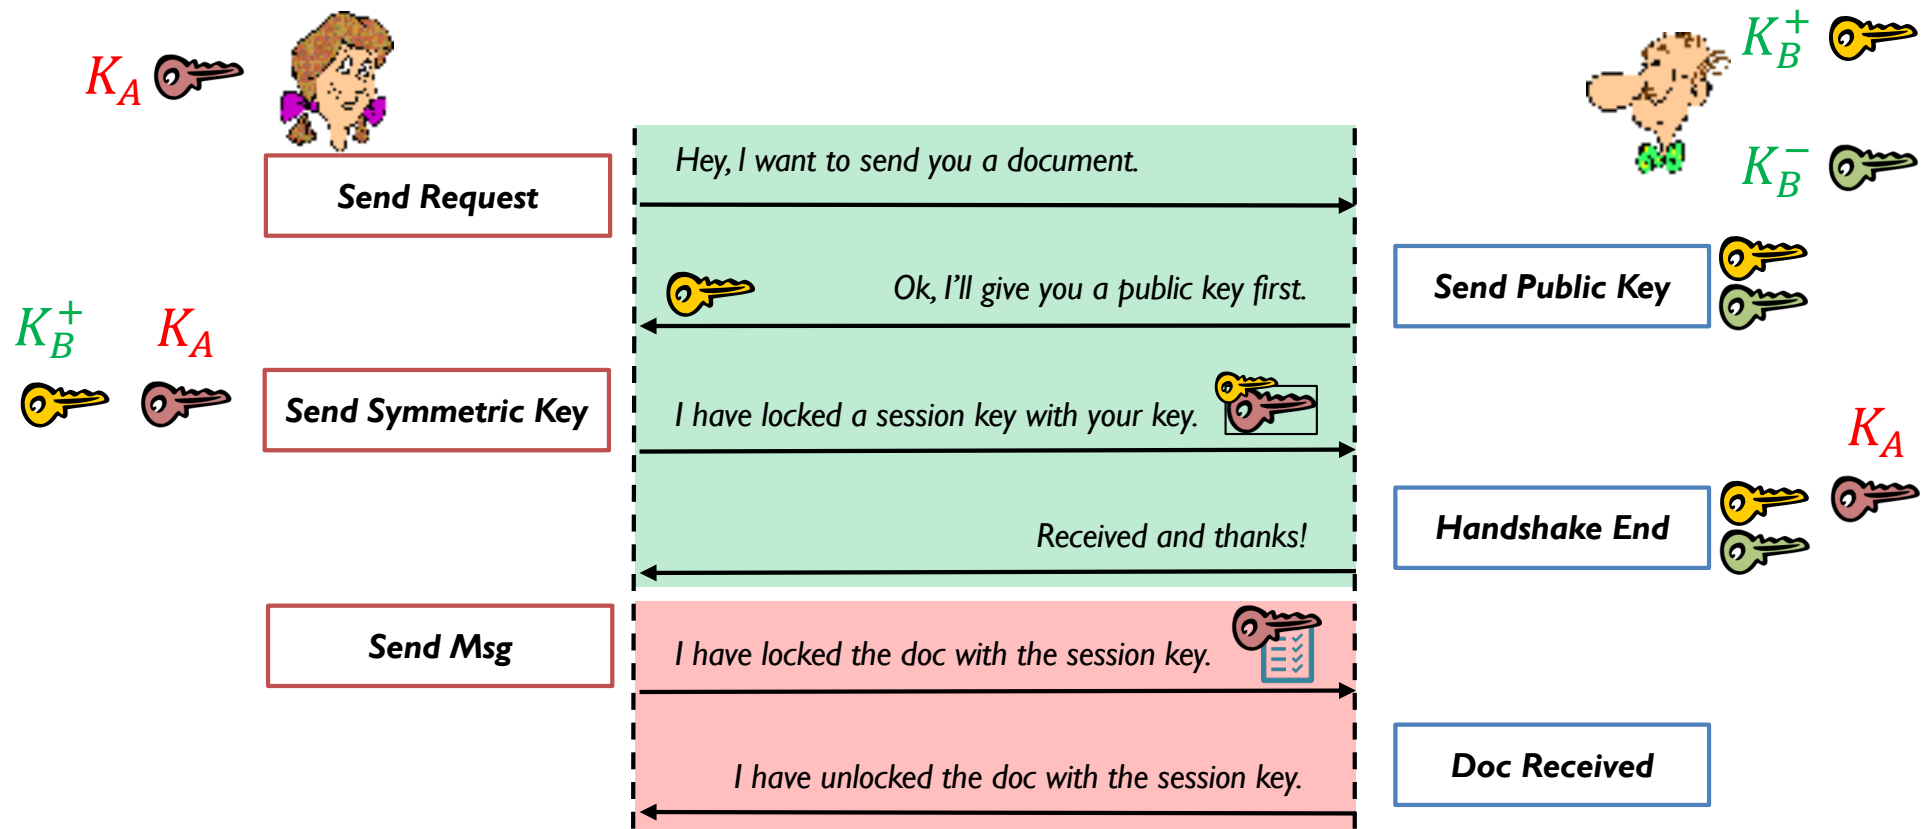 K_A
K_B^+
K_B^-
Hey, I want to send you a document.
Send Request
Ok, I'll give you a public key first.
Send Public Key
K_B^+ K_A
Send Symmetric Key
I have locked a session key with your key.
K_A
Received and thanks!
Handshake End
Send Msg
I have locked the doc with the session key.
I have unlocked the doc with the session key.
Doc Received